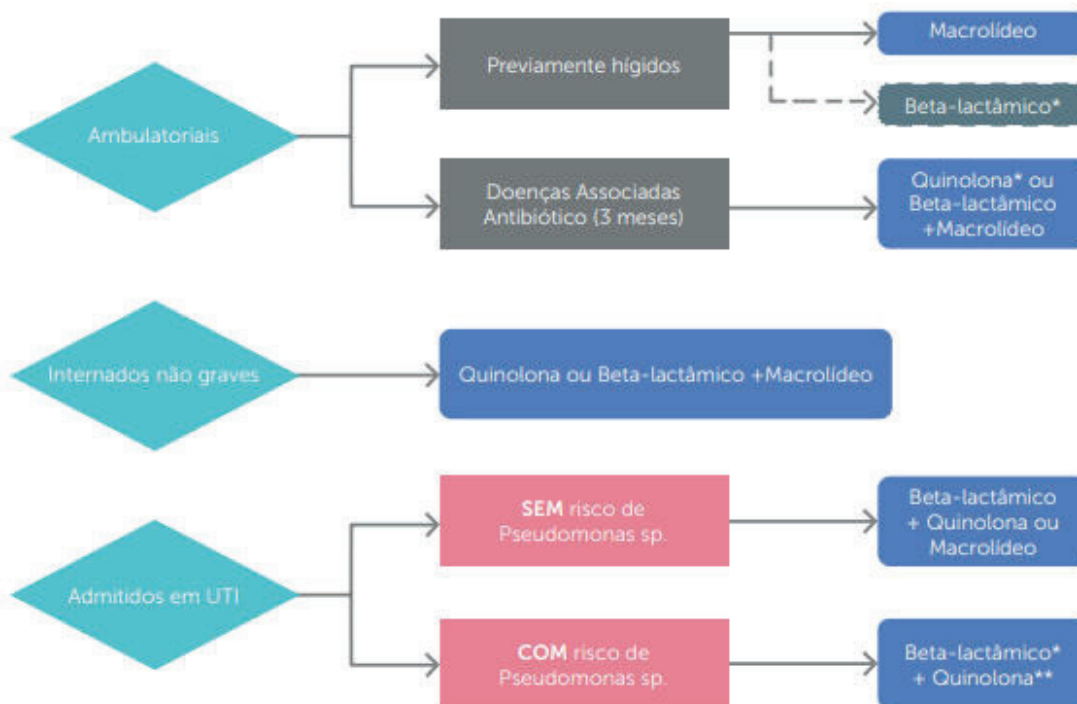 Ambulatoriais
Previamente hígidos
Macrolídeo
Beta-lactâmico*
Doenças Associadas
Antibiótico (3 meses)
Quinolona* ou
Beta-lactâmico
+Macrolídeo
Internados não graves
Quinolona ou Beta-lactâmico +Macrolídeo
Admitidos em UTI
SEM risco de
Pseudomonas sp.
Beta-lactâmico
+ Quinolona ou
Macrolídeo
COM risco de
Pseudomonas sp.
Beta-lactâmico*
+ Quinolona**